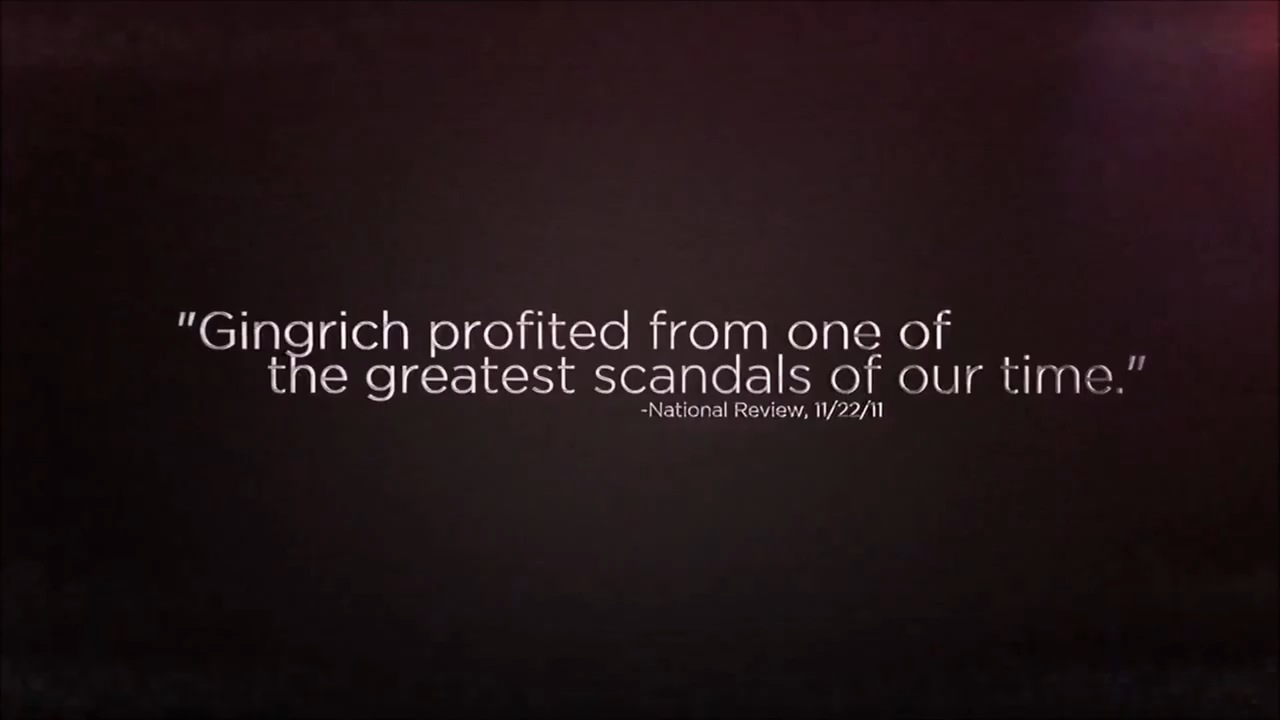 "Gingrich profited from one of
the greatest scandals of our time."
-National Review, 11/22/11